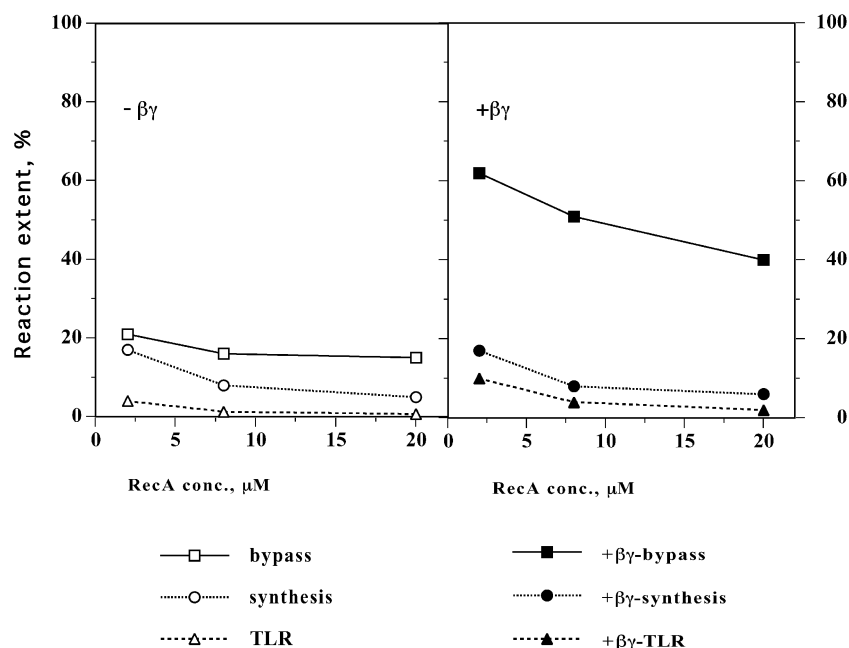 100 100
- βγ +βγ
80 80
Reaction extent, %
60 60
40 40
20 20
0 0
0 5 10 15 20 0 5 10 15 20
RecA conc., μM RecA conc., μM
bypass +βγ-bypass
synthesis +βγ-synthesis
TLR +βγ-TLR